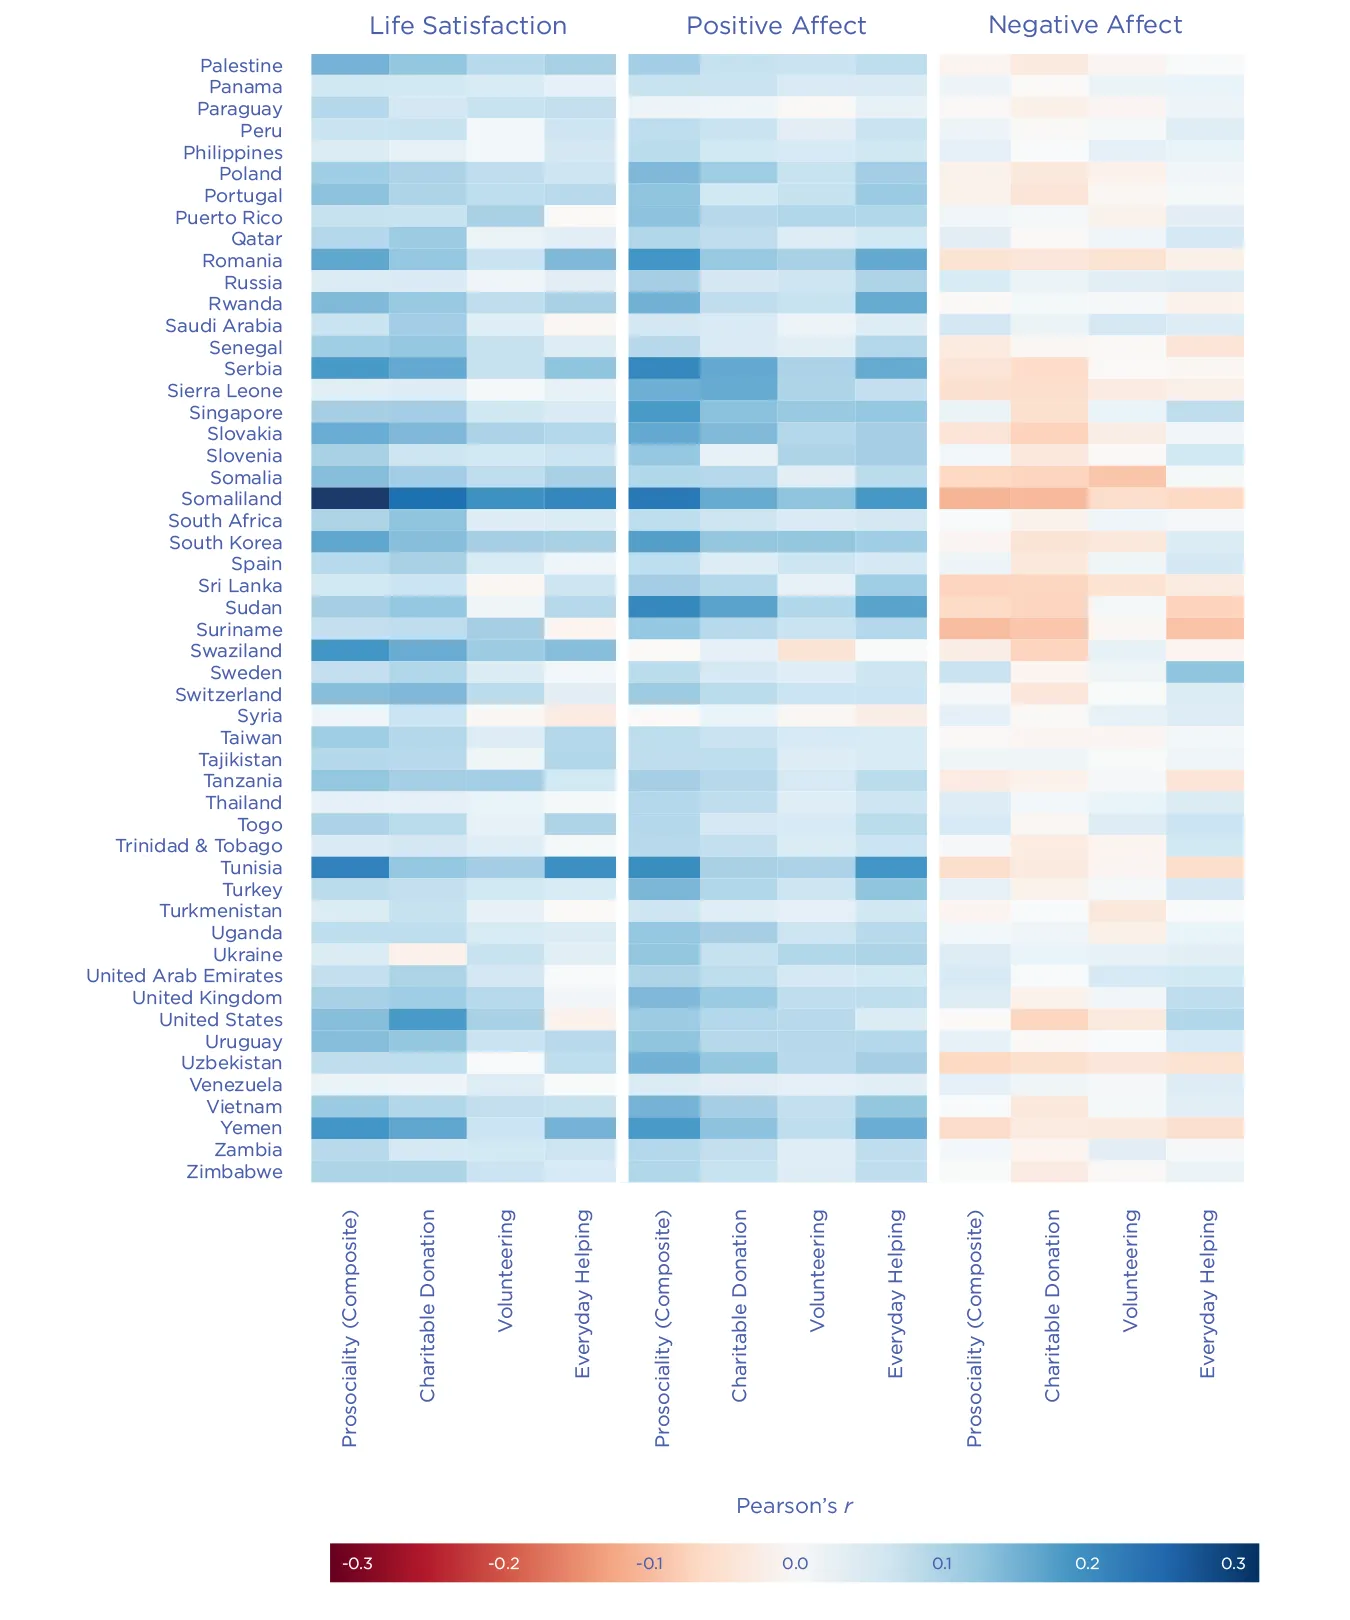 Life Satisfaction Positive Affect Negative Affect
Palestine
Panama
Paraguay
Peru
Philippines
Poland
Portugal
Puerto Rico
Qatar
Romania
Russia
Rwanda
Saudi Arabia
Senegal
Serbia
Sierra Leone
Singapore
Slovakia
Slovenia
Somalia
Somaliland
South Africa
South Korea
Spain
Sri Lanka
Sudan
Suriname
Swaziland
Sweden
Switzerland
Syria
Taiwan
Tajikistan
Tanzania
Thailand
Togo
Trinidad & Tobago
Tunisia
Turkey
Turkmenistan
Uganda
Ukraine
United Arab Emirates
United Kingdom
United States
Uruguay
Uzbekistan
Venezuela
Vietnam
Yemen
Zambia
Zimbabwe
Prosociality (Composite)
Charitable Donation
Volunteering
Everyday Helping
Prosociality (Composite)
Charitable Donation
Volunteering
Everyday Helping
Prosociality (Composite)
Charitable Donation
Volunteering
Everyday Helping
Pearson's r
-0.3 -0.2 -0.1 0.0 0.1 0.2 0.3